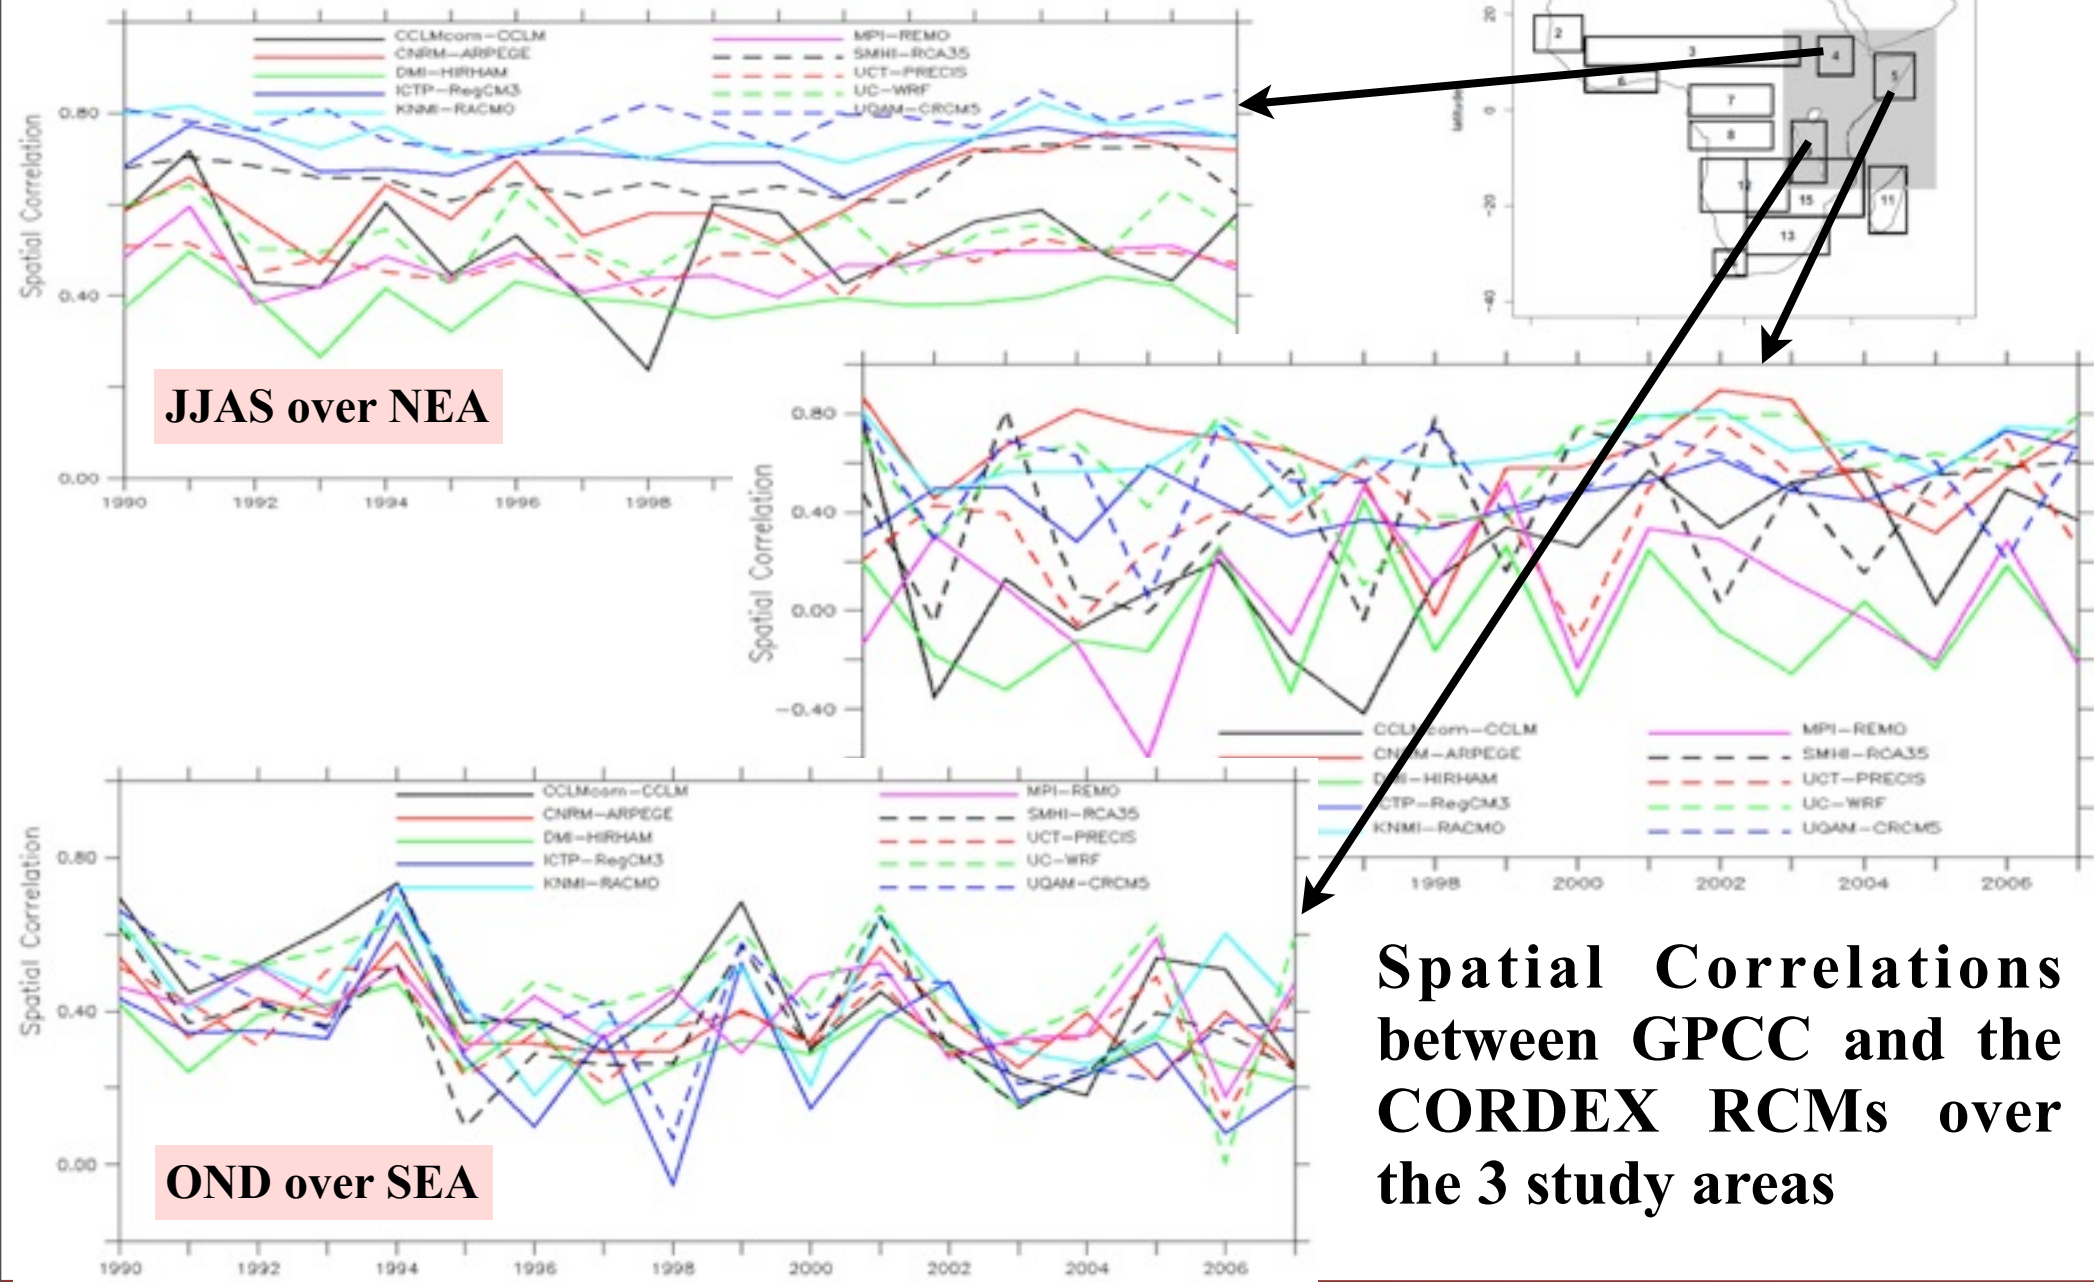 CCLMcom-CCLM
CNRM-ARPEGE
DMI-HIRHAM
ICTP-RegCM3
KNMI-RACMO
MPI-REMO
SMHI-RCA35
UCT-PRECIS
UC-WRF
UQAM-CRCM5
Spatial Correlation
0.80
0.40
0.00
1990 1992 1994 1996 1998
JJAS over NEA
latitude
20
0
-20
-40
2
3
4
5
6
7
8
12
15
11
13
Spatial Correlation
0.80
0.40
0.00
-0.40
CCLMcom-CCLM
CNRM-ARPEGE
DMI-HIRHAM
ICTP-RegCM3
KNMI-RACMO
MPI-REMO
SMHI-RCA35
UCT-PRECIS
UC-WRF
UQAM-CRCM5
1998 2000 2002 2004 2006
CCLMcom-CCLM
CNRM-ARPEGE
DMI-HIRHAM
ICTP-RegCM3
KNMI-RACMO
MPI-REMO
SMHI-RCA35
UCT-PRECIS
UC-WRF
UQAM-CRCM5
Spatial Correlation
0.80
0.40
0.00
OND over SEA
1990 1992 1994 1996 1998 2000 2002 2004 2006
Spatial Correlations
between GPCC and the
CORDEX RCMs over
the 3 study areas